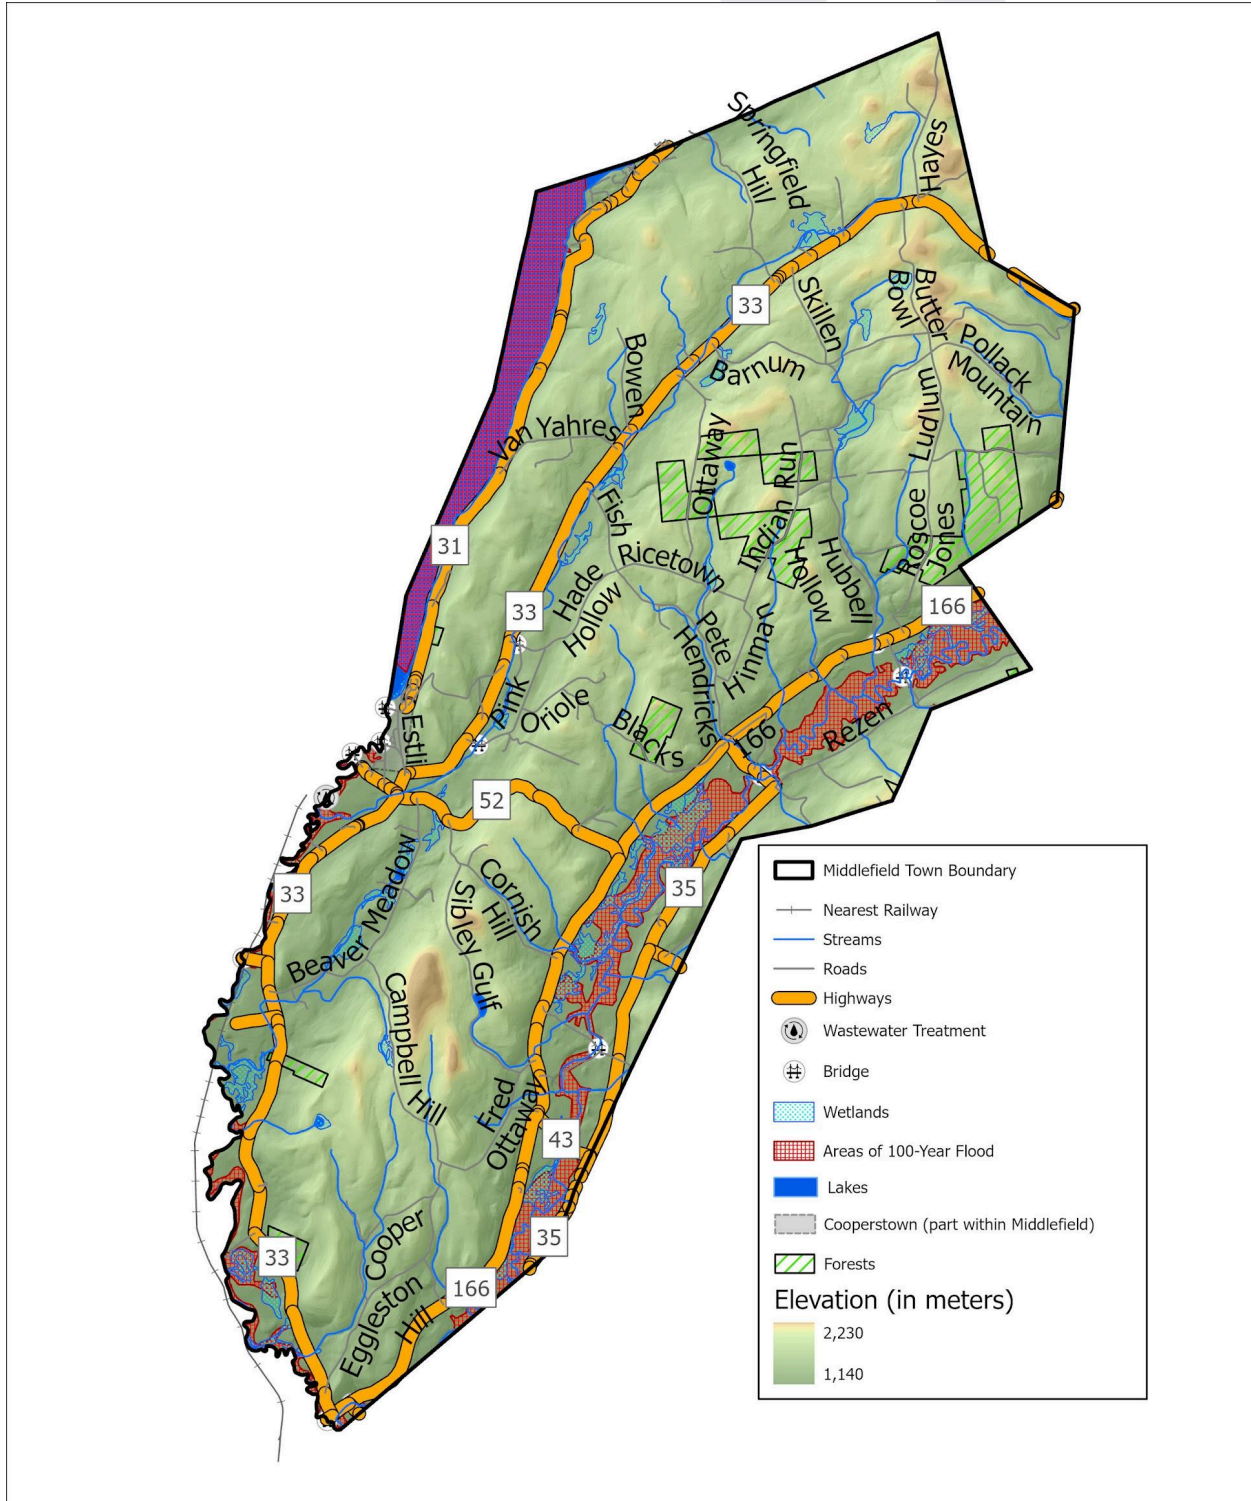 Springfield
Hill
Hayes
33
Skillen
Butter
Bowl
Pollack
Mountain
Bowen
Barnum
Ludlum
Van Yahres
Ottaway
Indian Run
Fish
Roscoe
Jones
31
Ricetown
Hubbell
Hollow
Hade
Hollow
33
166
Pete
Hendricks
Hinman
Pink
Oriole
Blacks
166
Rezen
Estli
52
33
Beaver Meadow
Cornish
Hill
Sibley Gulf
35
Campbell Hill
Fred
Ottaway
43
Cooper
35
33
166
Eggleston
Hill
Middlefield Town Boundary
Nearest Railway
Streams
Roads
Highways
Wastewater Treatment
Bridge
Wetlands
Areas of 100-Year Flood
Lakes
Cooperstown (part within Middlefield)
Forests
Elevation (in meters)
2,230
1,140